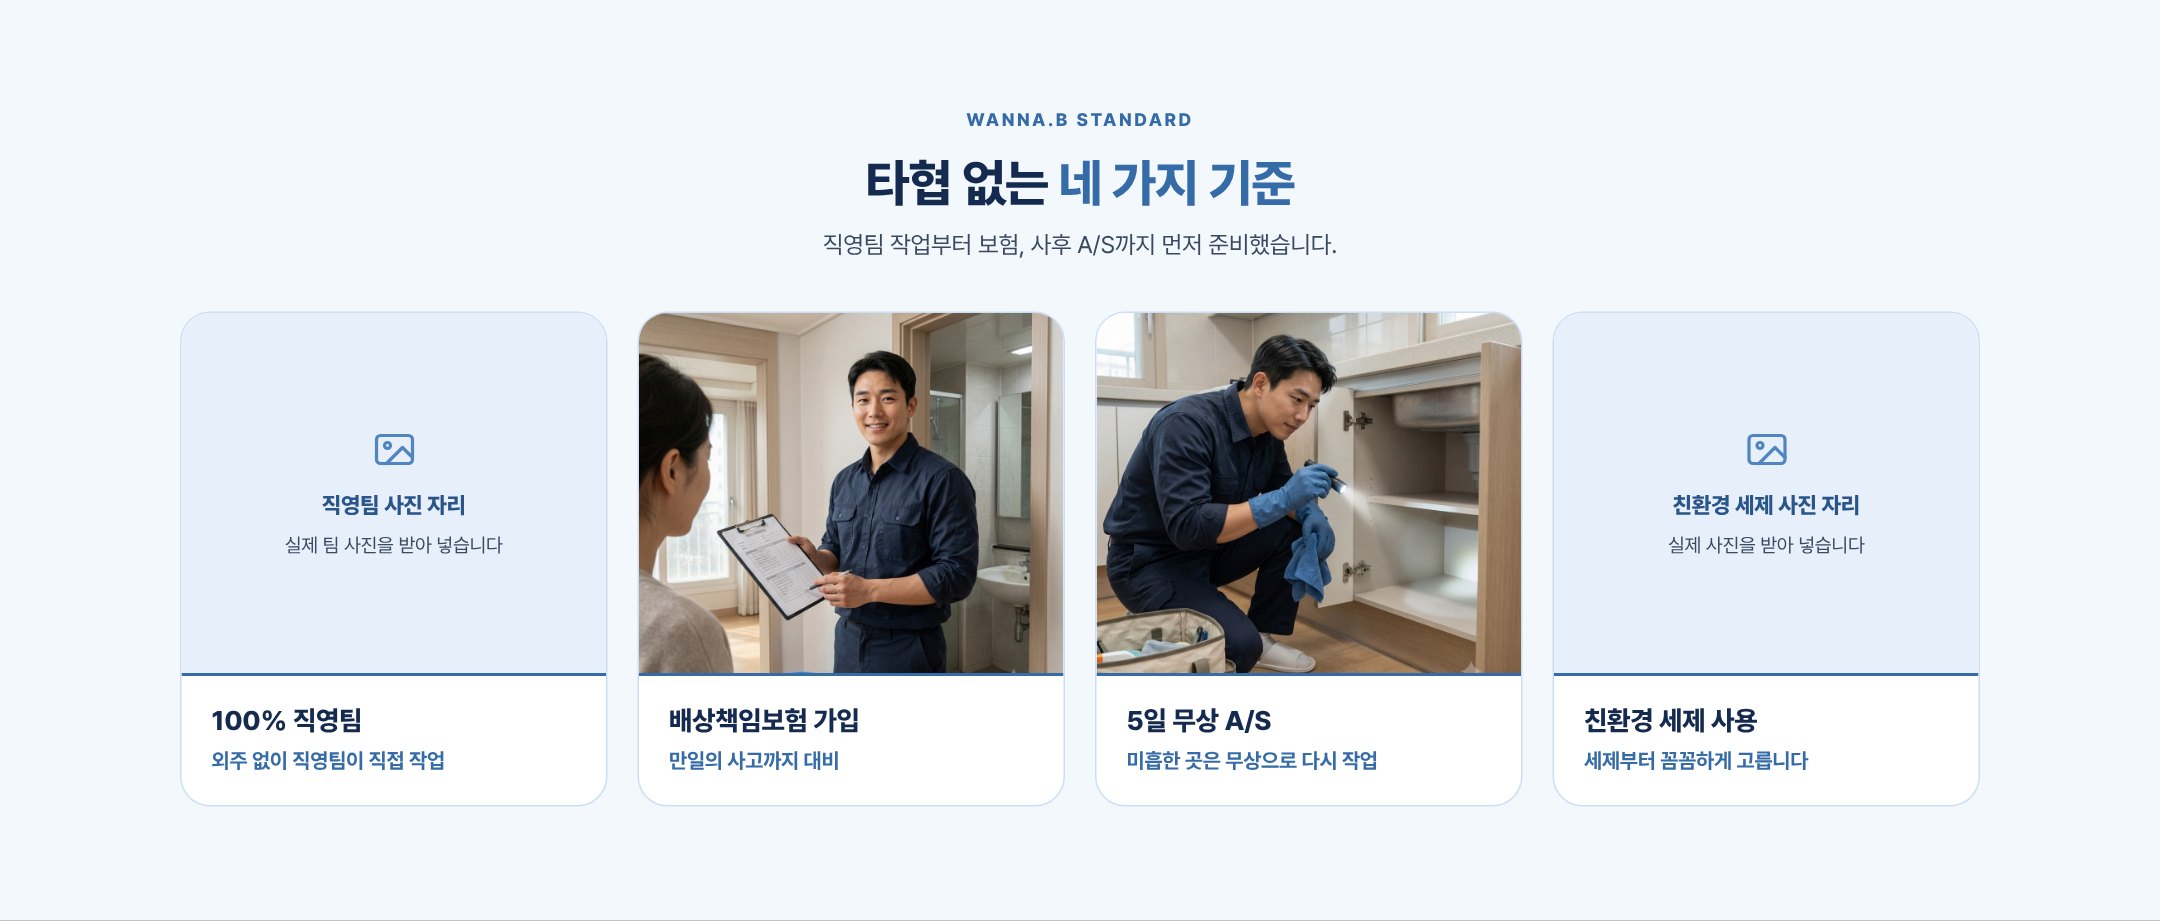 WANNA.B STANDARD
타협 없는 네 가지 기준
직영팀 작업부터 보험, 사후 A/S까지 먼저 준비했습니다.
직영팀 사진 자리
실제 팀 사진을 받아 넣습니다
100% 직영팀
외주 없이 직영팀이 직접 작업
배상책임보험 가입
만일의 사고까지 대비
5일 무상 A/S
미흡한 곳은 무상으로 다시 작업
친환경 세제 사진 자리
실제 사진을 받아 넣습니다
친환경 세제 사용
세제부터 꼼꼼하게 고릅니다